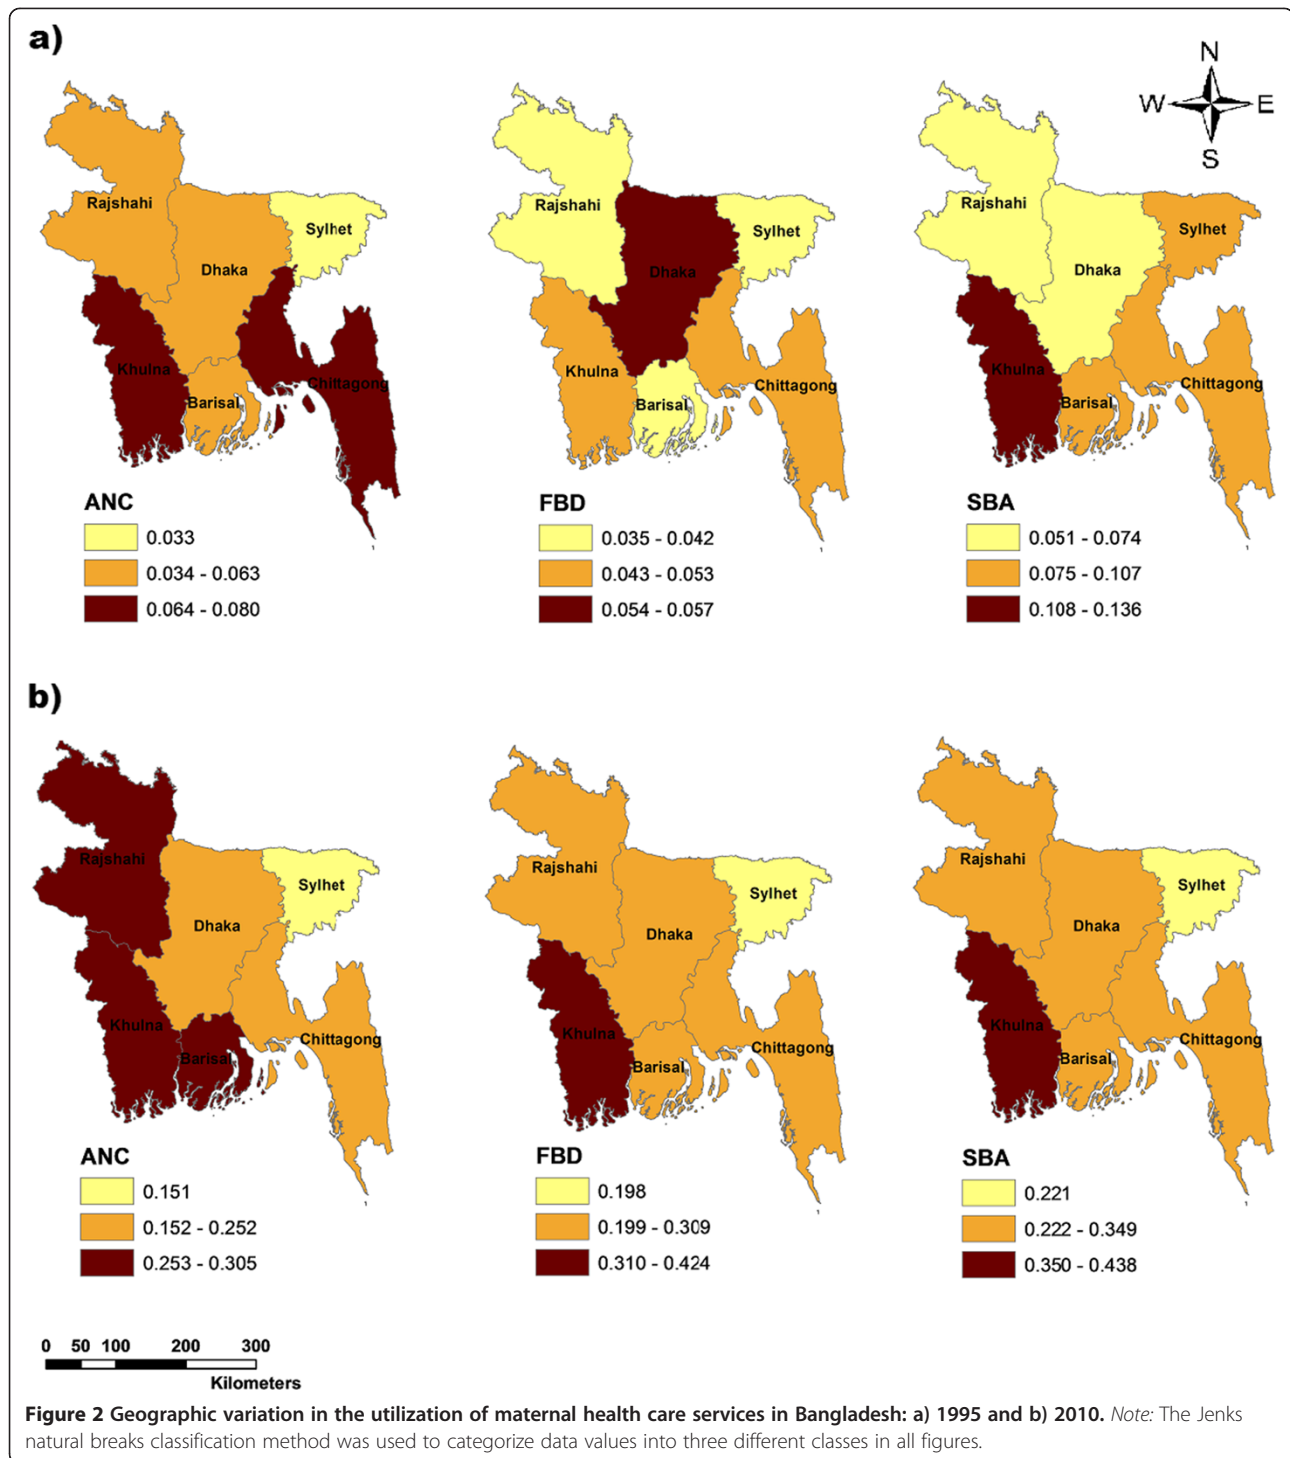 a)
N
W E
S
Rajshahi
Sylhet
Dhaka
Khulna
Chittagong
Barisal
ANC
0.033
0.034 - 0.063
0.064 - 0.080
Rajshahi
Sylhet
Dhaka
Khulna
Chittagong
Barisal
FBD
0.035 - 0.042
0.043 - 0.053
0.054 - 0.057
Rajshahi
Sylhet
Dhaka
Khulna
Chittagong
Barisal
SBA
0.051 - 0.074
0.075 - 0.107
0.108 - 0.136
b)
Rajshahi
Sylhet
Dhaka
Khulna
Chittagong
Barisal
ANC
0.151
0.152 - 0.252
0.253 - 0.305
Rajshahi
Sylhet
Dhaka
Khulna
Chittagong
Barisal
FBD
0.198
0.199 - 0.309
0.310 - 0.424
Rajshahi
Sylhet
Dhaka
Khulna
Chittagong
Barisal
SBA
0.221
0.222 - 0.349
0.350 - 0.438
0 50 100 200 300
Kilometers
Figure 2 Geographic variation in the utilization of maternal health care services in Bangladesh: a) 1995 and b) 2010. Note: The Jenks
natural breaks classification method was used to categorize data values into three different classes in all figures.